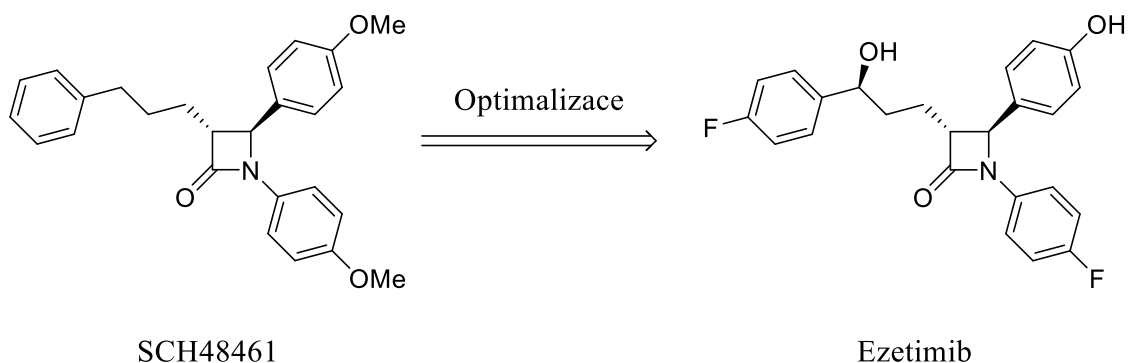 OMe
OH
OH
Optimalizace
F
O
N
O
N
OMe
F
SCH48461
Ezetimib